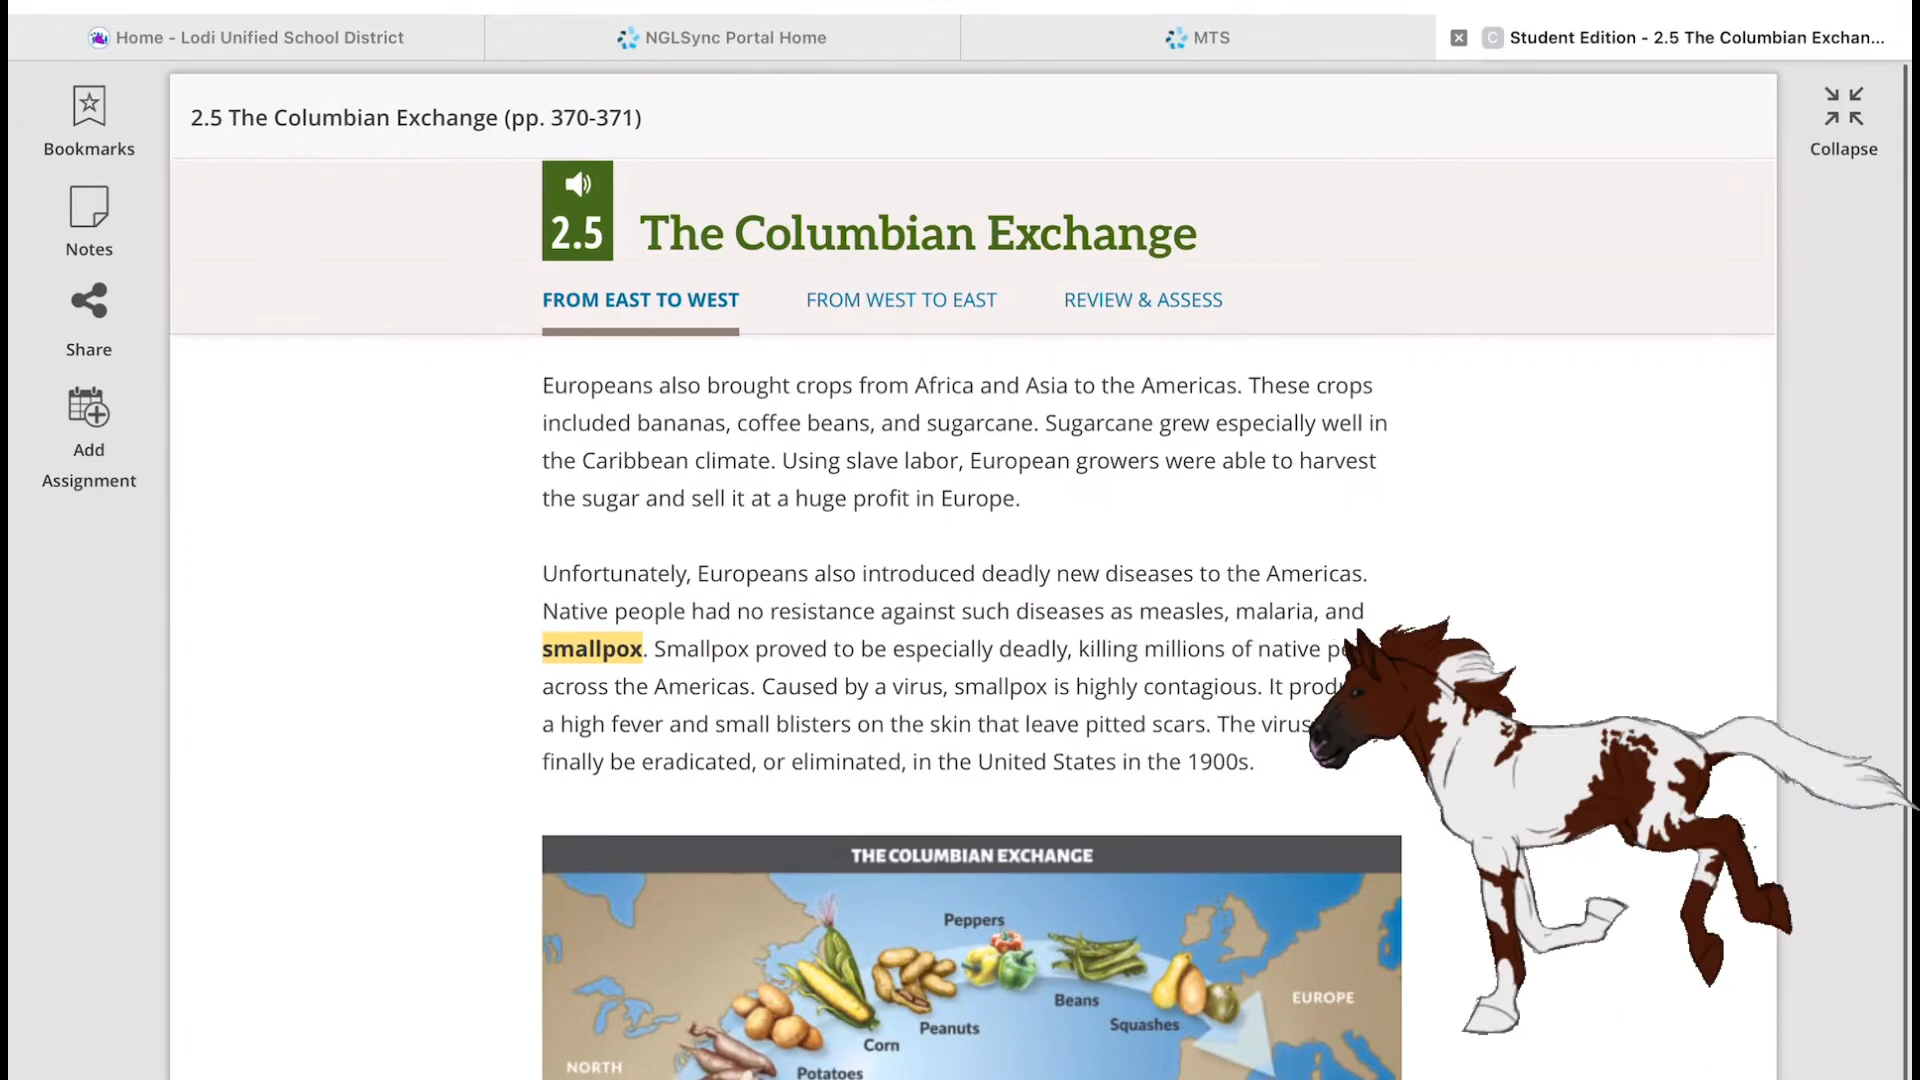 Home - Lodi Unified School District
NGLSync Portal Home
MTS
C Student Edition - 2.5 The Columbian Exchan...
Bookmarks
Notes
Share
Add
Assignment
Collapse
2.5 The Columbian Exchange (pp. 370-371)
2.5 The Columbian Exchange
FROM EAST TO WEST FROM WEST TO EAST REVIEW & ASSESS
Europeans also brought crops from Africa and Asia to the Americas. These crops
included bananas, coffee beans, and sugarcane. Sugarcane grew especially well in
the Caribbean climate. Using slave labor, European growers were able to harvest
the sugar and sell it at a huge profit in Europe.
Unfortunately, Europeans also introduced deadly new diseases to the Americas.
Native people had no resistance against such diseases as measles, malaria, and
smallpox. Smallpox proved to be especially deadly, killing millions of native
across the Americas. Caused by a virus, smallpox is highly contagious. It
a high fever and small blisters on the skin that leave pitted scars. The virus
finally be eradicated, or eliminated, in the United States in the 1900s.
THE COLUMBIAN EXCHANGE
Peppers
Beans
EUROPE
Squashes
Peanuts
Corn
NORTH
Potatoes